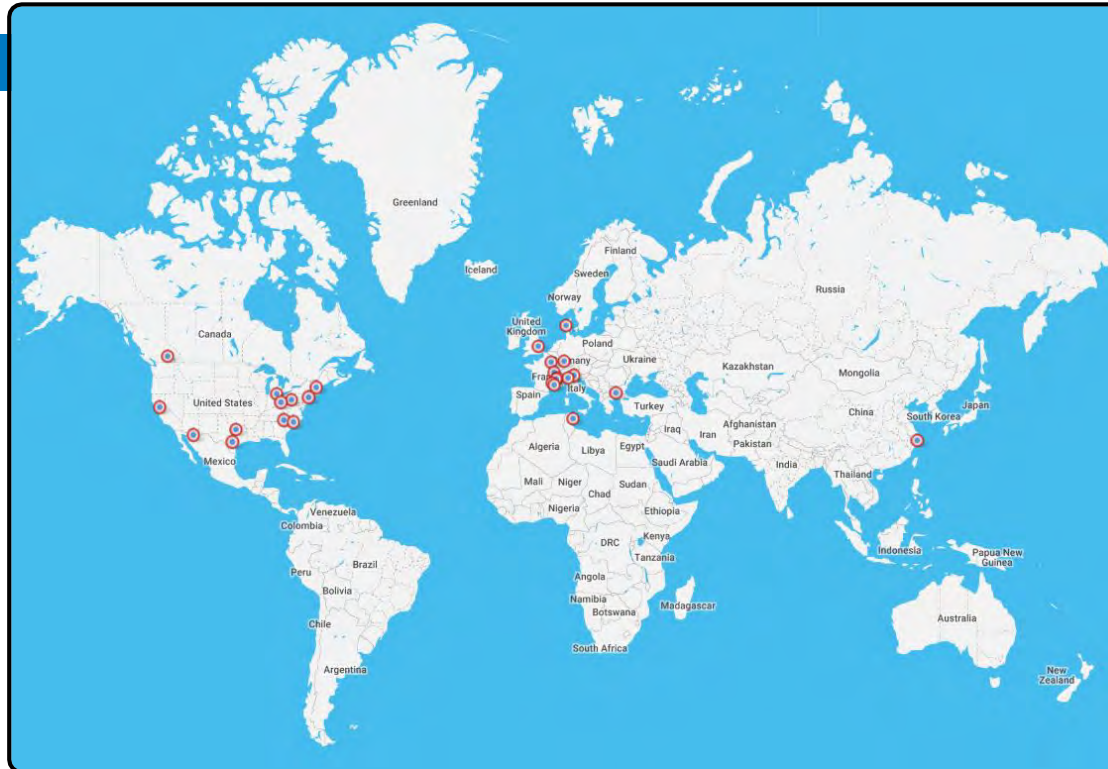 Greenland
Iceland
Finland
Sweden
Norway
Russia
Canada
United
Kingdom
Poland
many
Ukraine
Kazakhstan
Mongolia
Fran
Italy
Spain
Turkey
United States
China
South Korea
Japan
Afghanistan
Iraq
Iran
Pakistan
Algeria
Libya
Egypt
Saudi Arabia
India
Thailand
Mexico
Mali
Niger
Chad
Sudan
Nigeria
Ethiopia
Venezuela
Colombia
Kenya
DRC
Tanzania
Indonesia
Papua New
Guinea
Peru
Brazil
Bolivia
Angola
Namibia
Botswana
Madagascar
Chile
Australia
South Africa
Argentina
New
Zealand